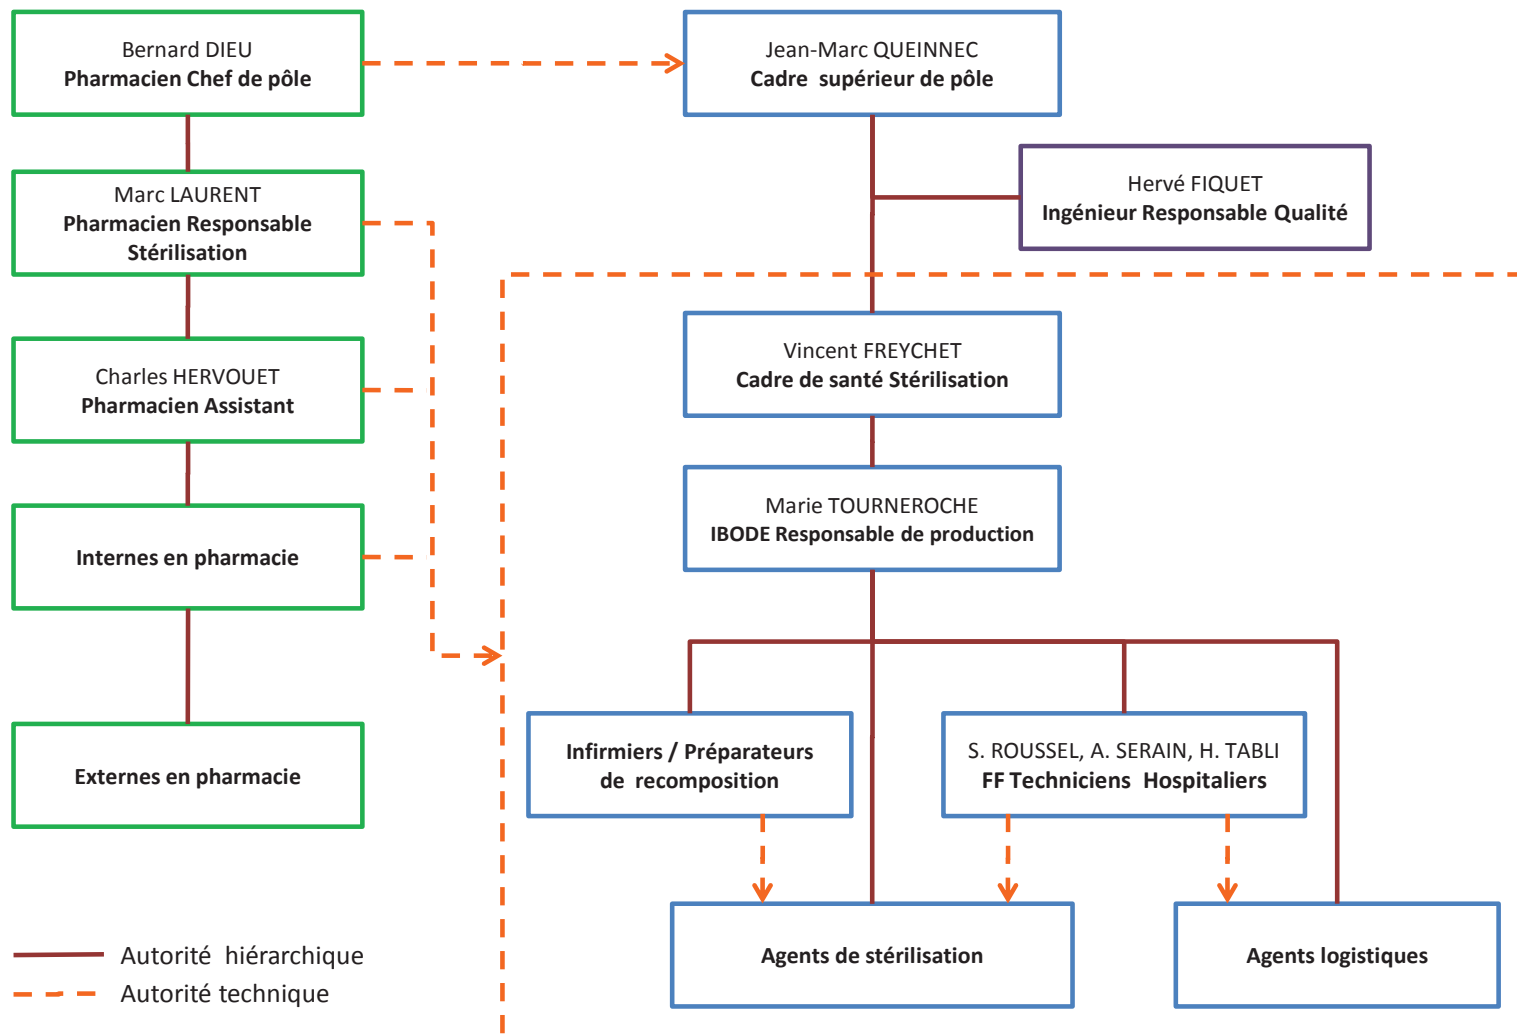 Bernard DIEU
Pharmacien Chef de pôle
Jean-Marc QUEINNEC
Cadre supérieur de pôle
Marc LAURENT
Pharmacien Responsable
Stérilisation
Hervé FIQUET
Ingénieur Responsable Qualité
Charles HERVOUET
Pharmacien Assistant
Vincent FREYCHET
Cadre de santé Stérilisation
Marie TOURNEROCHE
IBODE Responsable de production
Internes en pharmacie
Externes en pharmacie
Infirmiers / Préparateurs
de recomposition
S. ROUSSEL, A. SERAIN, H. TABLI
FF Techniciens Hospitaliers
Agents de stérilisation
Agents logistiques
Autorité hiérarchique
Autorité technique